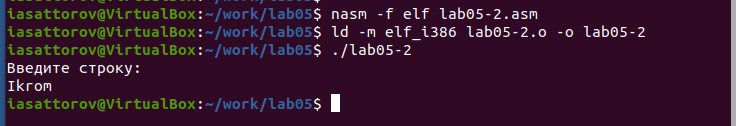 iasattorov@VirtualBox:~/work/lab05$ nasm -f elf lab05-2.asm
iasattorov@VirtualBox:~/work/lab05$ ld -m elf_i386 lab05-2.o -o lab05-2
iasattorov@VirtualBox:~/work/lab05$ ./lab05-2
Введите строку:
Ikrom
iasattorov@VirtualBox:~/work/lab05$